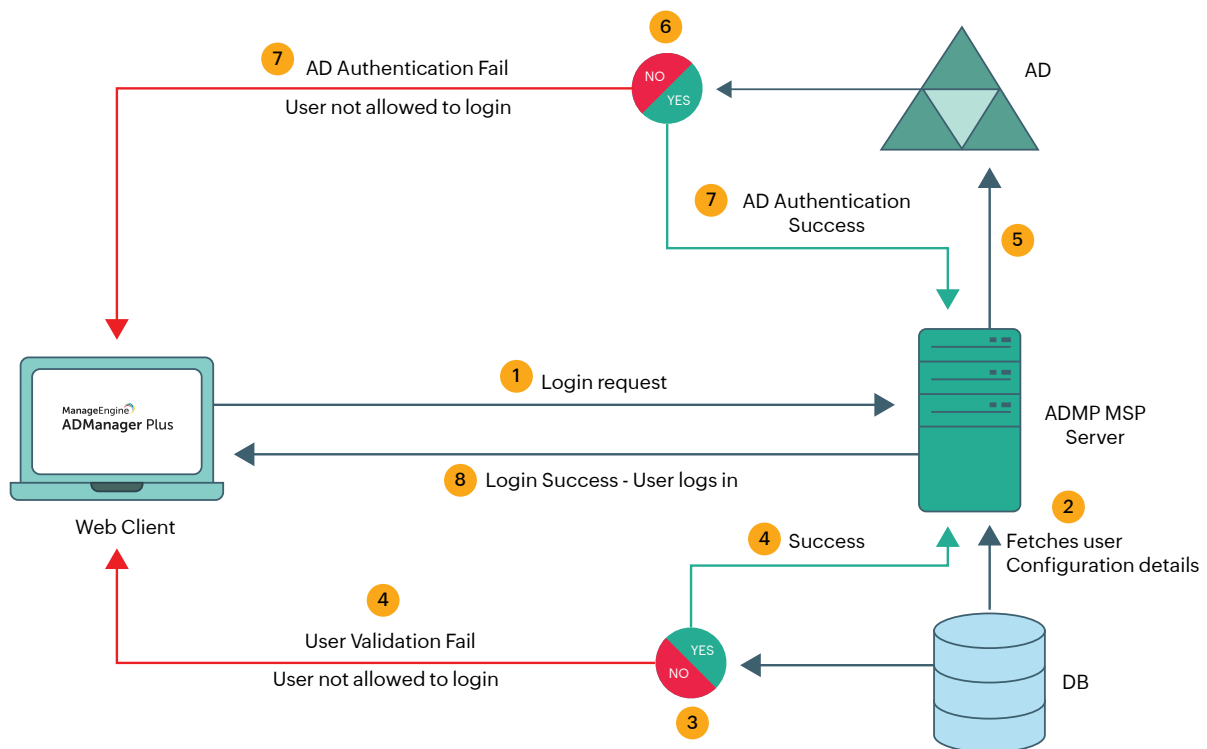 6
7
AD Authentication Fail
User not allowed to login
NO
YES
AD
7
AD Authentication
Success
5
1
Login request
ManageEngine
ADManager Plus
ADMP MSP
Server
8
Login Success - User logs in
Web Client
2
Fetches user
Configuration details
4
Success
4
User Validation Fail
User not allowed to login
YES
NO
3
DB